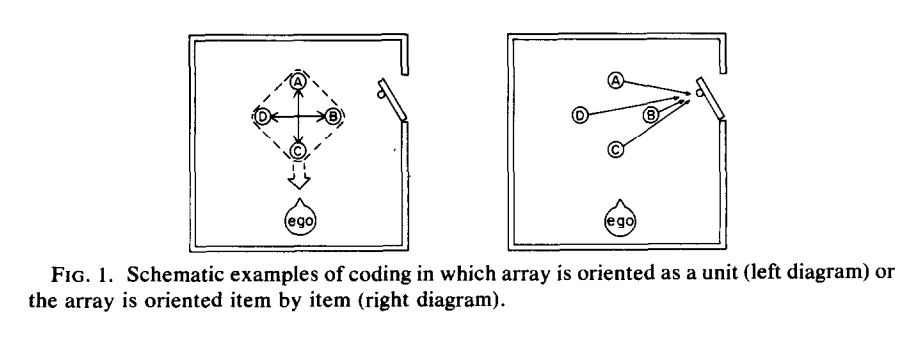 A
D
B
C
ego
A
D
B
C
ego
FIG. 1. Schematic examples of coding in which array is oriented as a unit (left diagram) or
the array is oriented item by item (right diagram).